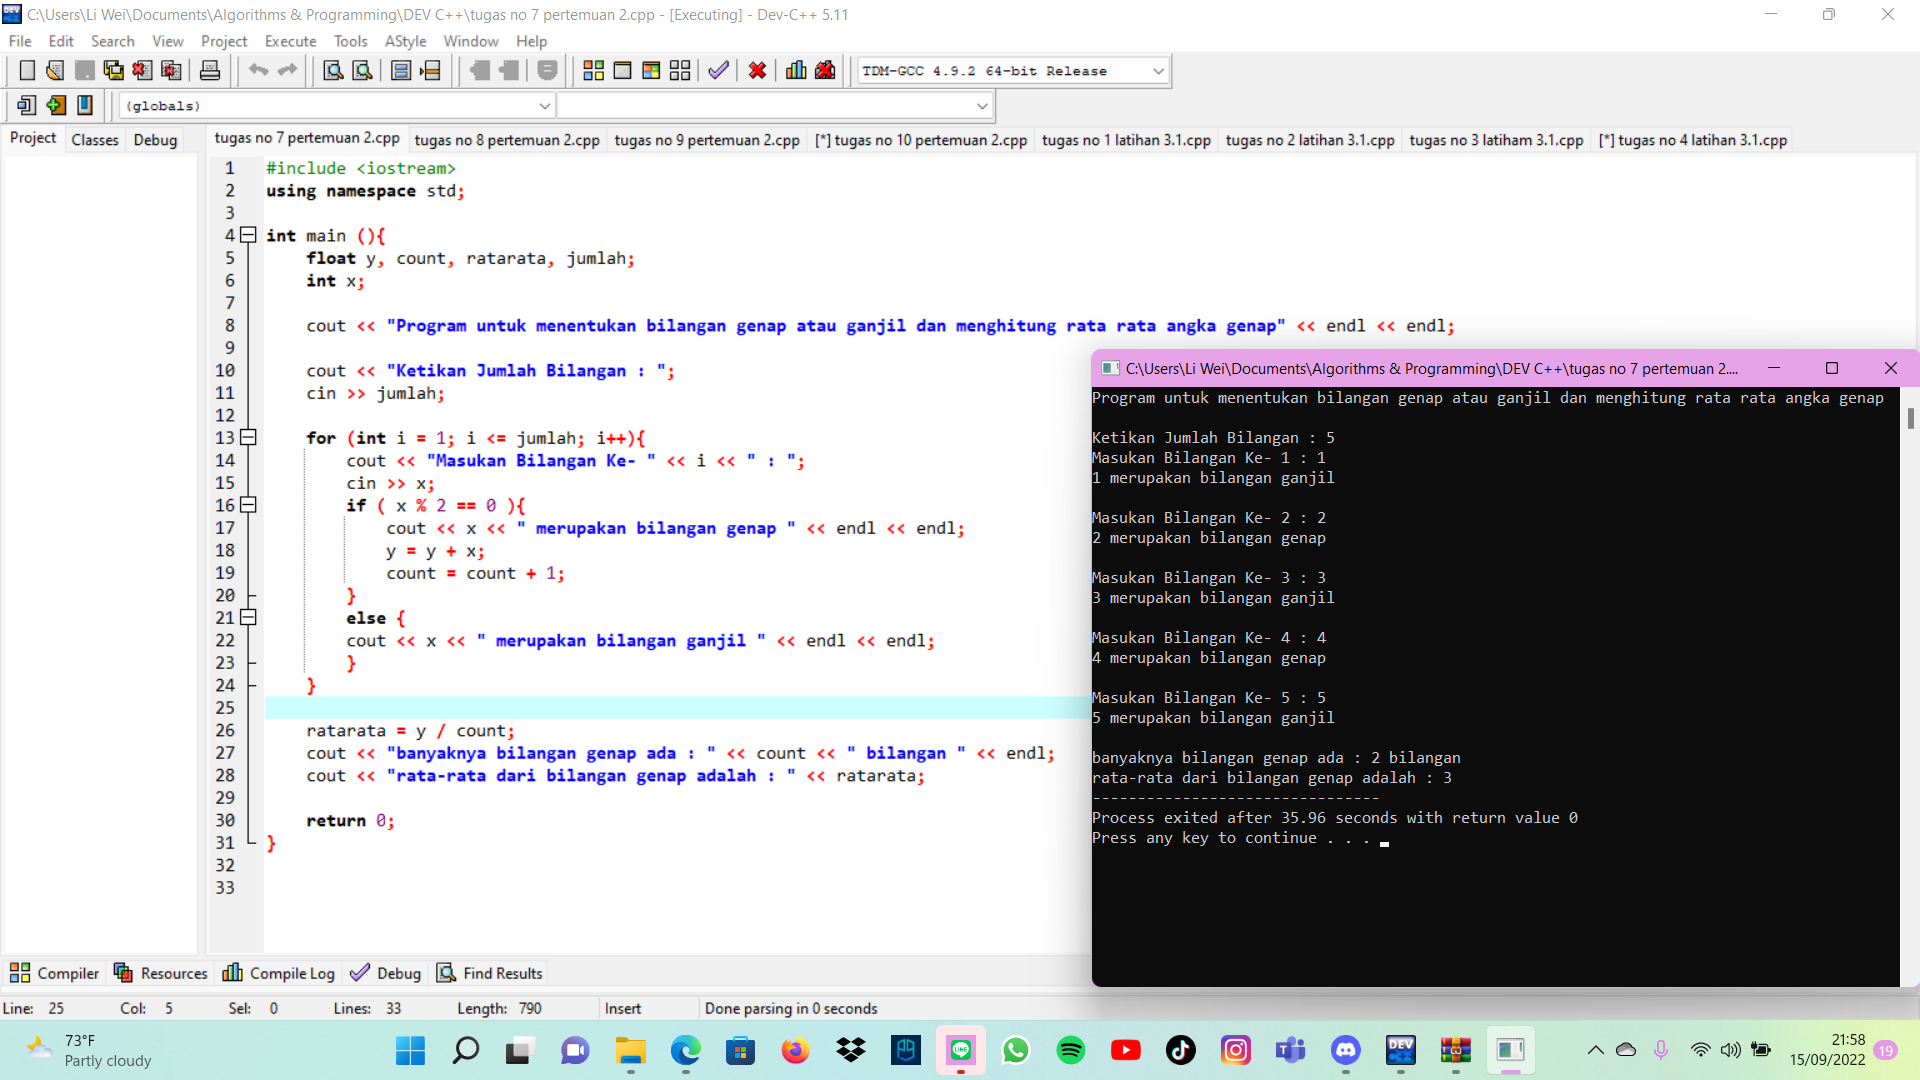 C:\Users\Li Wei\Documents\Algorithms & Programming\DEV C++\tugas no 7 pertemuan 2.cpp - [Executing] - Dev-C++ 5.11
File Edit Search View Project Execute Tools AStyle Window Help
TDM-GCC 4.9.2 64-bit Release
(globals)
Project Classes Debug
tugas no 7 pertemuan 2.cpp tugas no 8 pertemuan 2.cpp tugas no 9 pertemuan 2.cpp [*] tugas no 10 pertemuan 2.cpp tugas no 1 latihan 3.1.cpp tugas no 2 latihan 3.1.cpp tugas no 3 latiham 3.1.cpp [*] tugas no 4 latihan 3.1.cpp
1 #include <iostream>
2 using namespace std;
3
4 int main (){
5 float y, count, ratarata, jumlah;
6 int x;
7
8 cout << "Program untuk menentukan bilangan genap atau ganjil dan menghitung rata rata angka genap" << endl << endl;
9
10 cout << "Ketikan Jumlah Bilangan : ";
11 cin >> jumlah;
12
13 for (int i = 1; i <= jumlah; i++){
14 cout << "Masukan Bilangan Ke- " << i << " : ";
15 cin >> x;
16 if ( x % 2 == 0 ){
17 cout << x << " merupakan bilangan genap " << endl << endl;
18 y = y + x;
19 count = count + 1;
20 }
21 else {
22 cout << x << " merupakan bilangan ganjil " << endl << endl;
23 }
24 }
25
26 ratarata = y / count;
27 cout << "banyaknya bilangan genap ada : " << count << " bilangan " << endl;
28 cout << "rata-rata dari bilangan genap adalah : " << ratarata;
29
30 return 0;
31 }
32
33
C:\Users\Li Wei\Documents\Algorithms & Programming\DEV C++\tugas no 7 pertemuan 2....
Program untuk menentukan bilangan genap atau ganjil dan menghitung rata rata angka genap
Ketikan Jumlah Bilangan : 5
Masukan Bilangan Ke- 1 : 1
1 merupakan bilangan ganjil
Masukan Bilangan Ke- 2 : 2
2 merupakan bilangan genap
Masukan Bilangan Ke- 3 : 3
3 merupakan bilangan ganjil
Masukan Bilangan Ke- 4 : 4
4 merupakan bilangan genap
Masukan Bilangan Ke- 5 : 5
5 merupakan bilangan ganjil
banyaknya bilangan genap ada : 2 bilangan
rata-rata dari bilangan genap adalah : 3
--------------------------------
Process exited after 35.96 seconds with return value 0
Press any key to continue . . .
Compiler Resources Compile Log Debug Find Results
Line: 25 Col: 5 Sel: 0 Lines: 33 Length: 790 Insert Done parsing in 0 seconds
73°F
Partly cloudy
LINE
DEV C++
21:58
15/09/2022
19